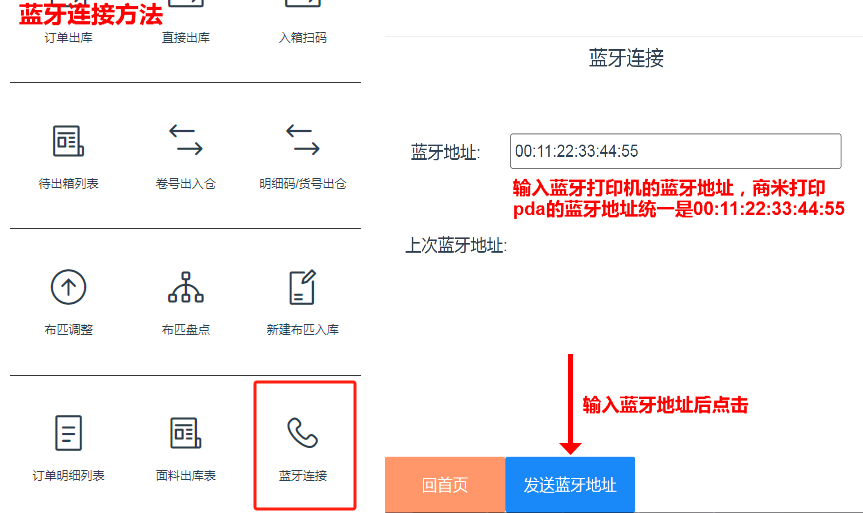 蓝牙连接方法
订单出库
直接出库
入箱扫码
待出箱列表
卷号出入仓
明细码/货号出仓
布匹调整
布匹盘点
新建布匹入库
订单明细列表
面料出库表
蓝牙连接
蓝牙连接
蓝牙地址:
00:11:22:33:44:55
输入蓝牙打印机的蓝牙地址，商米打印
pda的蓝牙地址统一是00:11:22:33:44:55
上次蓝牙地址:
输入蓝牙地址后点击
回首页
发送蓝牙地址